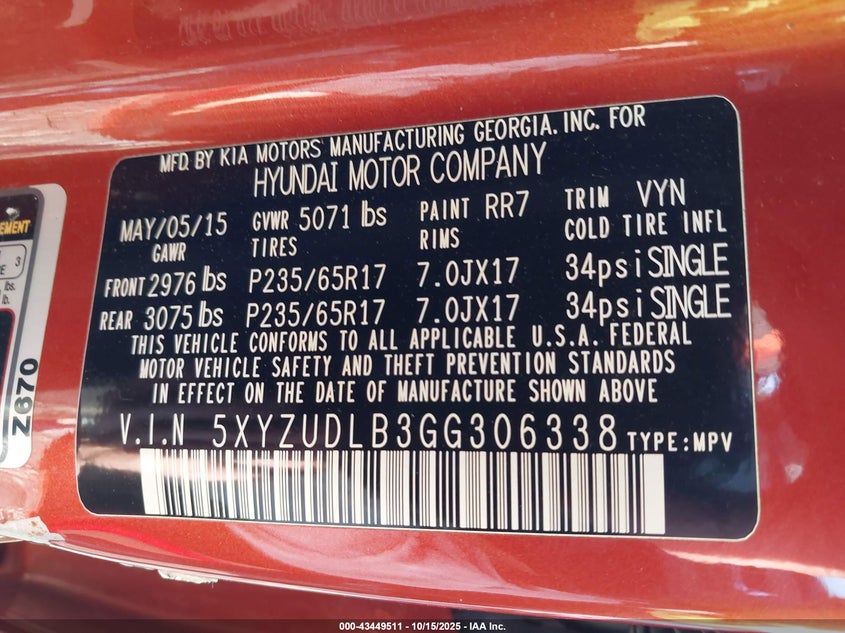 MFD. BY KIA MOTORS MANUFACTURING GEORGIA. INC. FOR
HYUNDAI MOTOR COMPANY
MAY/05/15 GVWR 5071 lbs PAINT RR7 TRIM VYN
GAWR TIRES RIMS COLD TIRE INFL
FRONT 2976 lbs P235/65R17 7.0JX17 34psi SINGLE
REAR 3075 lbs P235/65R17 7.0JX17 34psi SINGLE
THIS VEHICLE CONFORMS TO ALL APPLICABLE U.S.A. FEDERAL
MOTOR VEHICLE SAFETY AND THEFT PREVENTION STANDARDS
IN EFFECT ON THE DATE OF MANUFACTURE SHOWN ABOVE
V.I.N 5XYZUDLB3GG306338 TYPE:MPV
3
lbs.
lb.
Z670
000-43449511 - 10/15/2025 - IAA Inc.